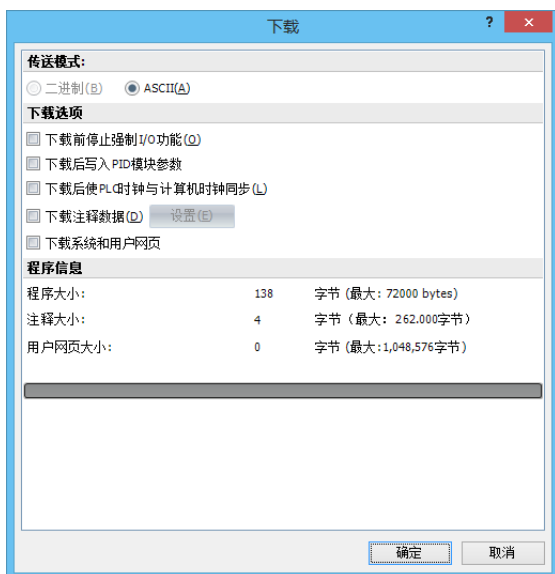 下载
?
×
传送模式:
二进制(B) ASCII(A)
下载选项
下载前停止强制I/O功能(O)
下载后写入PID模块参数
下载后使PLC时钟与计算机时钟同步(L)
下载注释数据(D) 设置(E)
下载系统和用户网页
程序信息
程序大小: 138 字节 (最大: 72000 bytes)
注释大小: 4 字节（最大: 262.000字节）
用户网页大小: 0 字节 (最大:1,048,576字节)
确定 取消